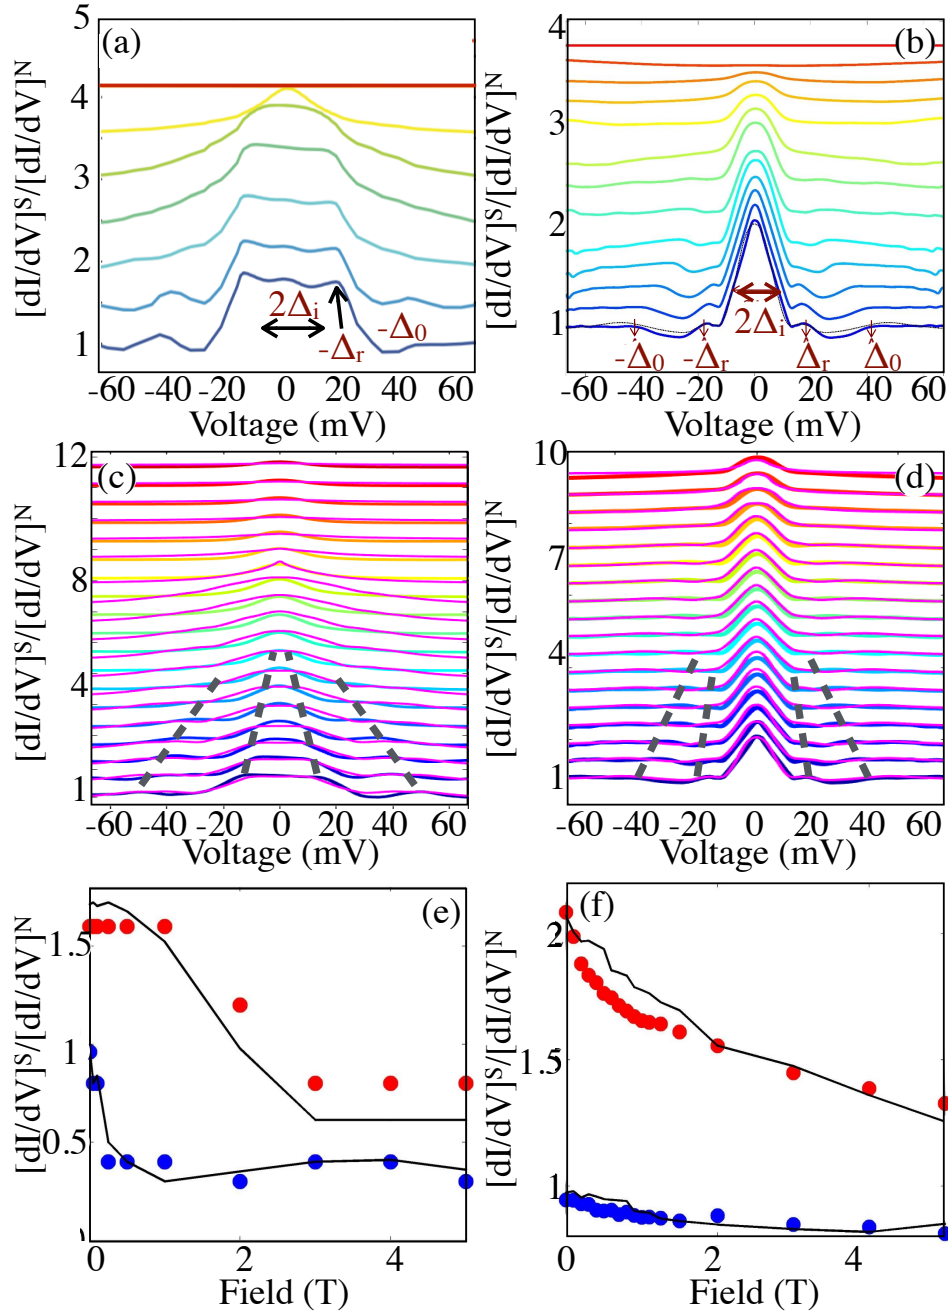 (a)
[dI/dV]ˢ/[dI/dV]ᴺ
5
4
3
2
1
2Δᵢ
-Δᵣ
-Δ₀
-60 -40 -20 0 20 40 60
Voltage (mV)
(b)
[dI/dV]ˢ/[dI/dV]ᴺ
4
3
2
1
2Δᵢ
-Δ₀ -Δᵣ Δᵣ Δ₀
-60 -40 -20 0 20 40 60
Voltage (mV)
(c)
[dI/dV]ˢ/[dI/dV]ᴺ
12
8
4
1
-60 -40 -20 0 20 40 60
Voltage (mV)
(d)
[dI/dV]ˢ/[dI/dV]ᴺ
10
7
4
1
-60 -40 -20 0 20 40 60
Voltage (mV)
(e)
[dI/dV]ˢ/[dI/dV]ᴺ
1.5
1
0.5
0 2 4
Field (T)
(f)
[dI/dV]ˢ/[dI/dV]ᴺ
2
1.5
1
0 2 4
Field (T)